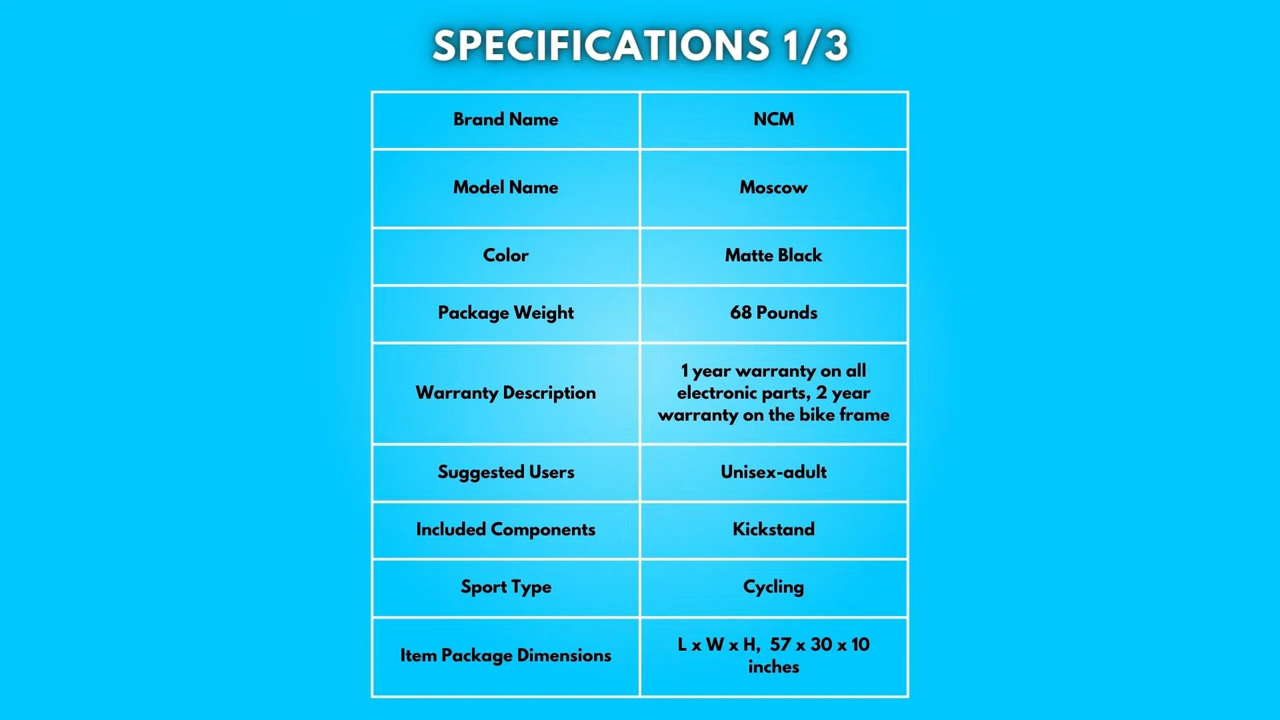 SPECIFICATIONS 1/3
Brand Name
NCM
Model Name
Moscow
Color
Matte Black
Package Weight
68 Pounds
Warranty Description
1 year warranty on all
electronic parts, 2 year
warranty on the bike frame
Suggested Users
Unisex-adult
Included Components
Kickstand
Sport Type
Cycling
Item Package Dimensions
L x W x H, 57 x 30 x 10
inches